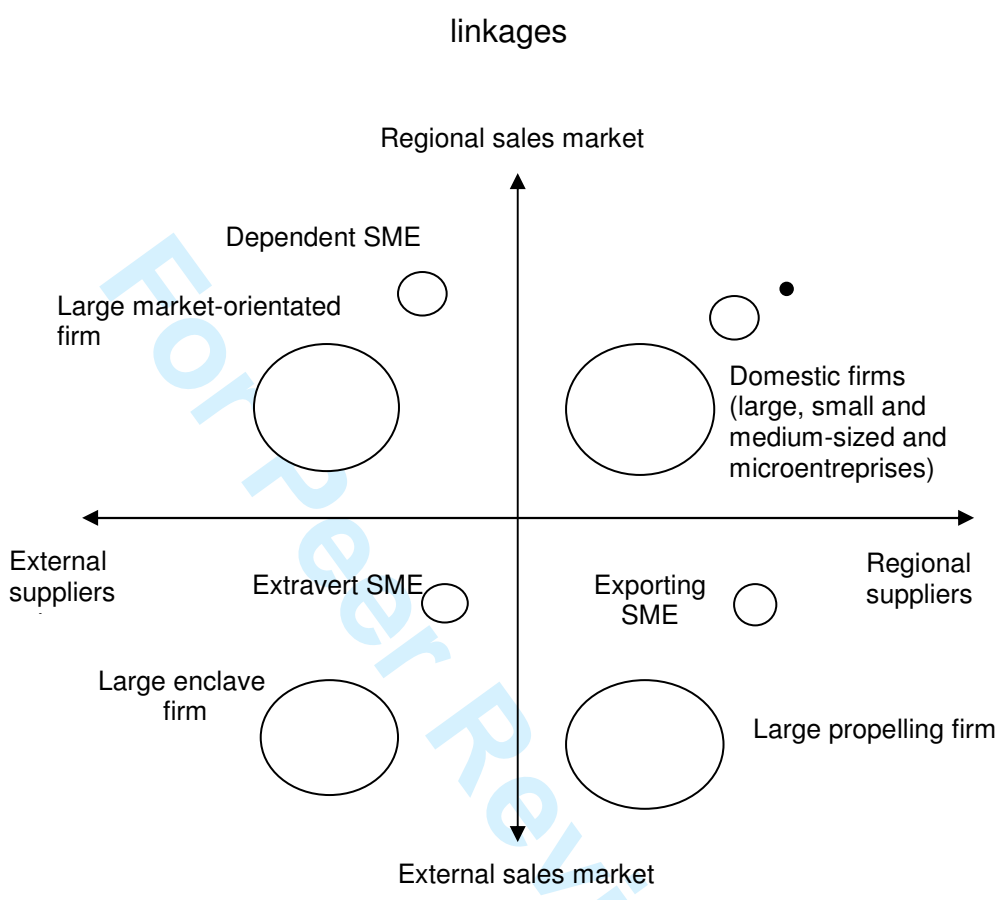 linkages
Regional sales market
Dependent SME
Large market-orientated
firm
Domestic firms
(large, small and
medium-sized and
microentreprises)
External
suppliers
Regional
suppliers
Extravert SME
Exporting
SME
Large enclave
firm
Large propelling firm
External sales market
For Peer Revi